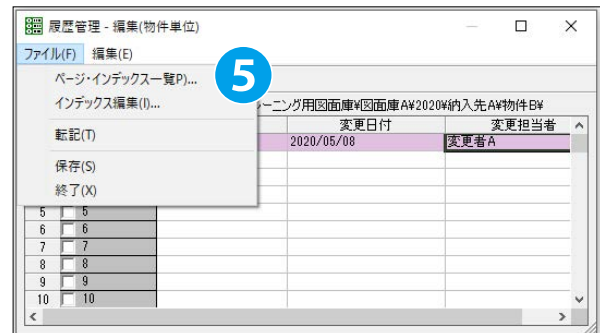 履歴管理 - 編集(物件単位)
ファイル(F) 編集(E)
ページ・インデックス一覧P)...
インデックス編集(I)...
転記(T)
保存(S)
終了(X)
5
ーニング用図面庫¥図面庫A¥2020¥納入先A¥物件B¥
変更日付 変更担当者
2020/05/08 変更者A
5 5
6 6
7 7
8 8
9 9
10 10